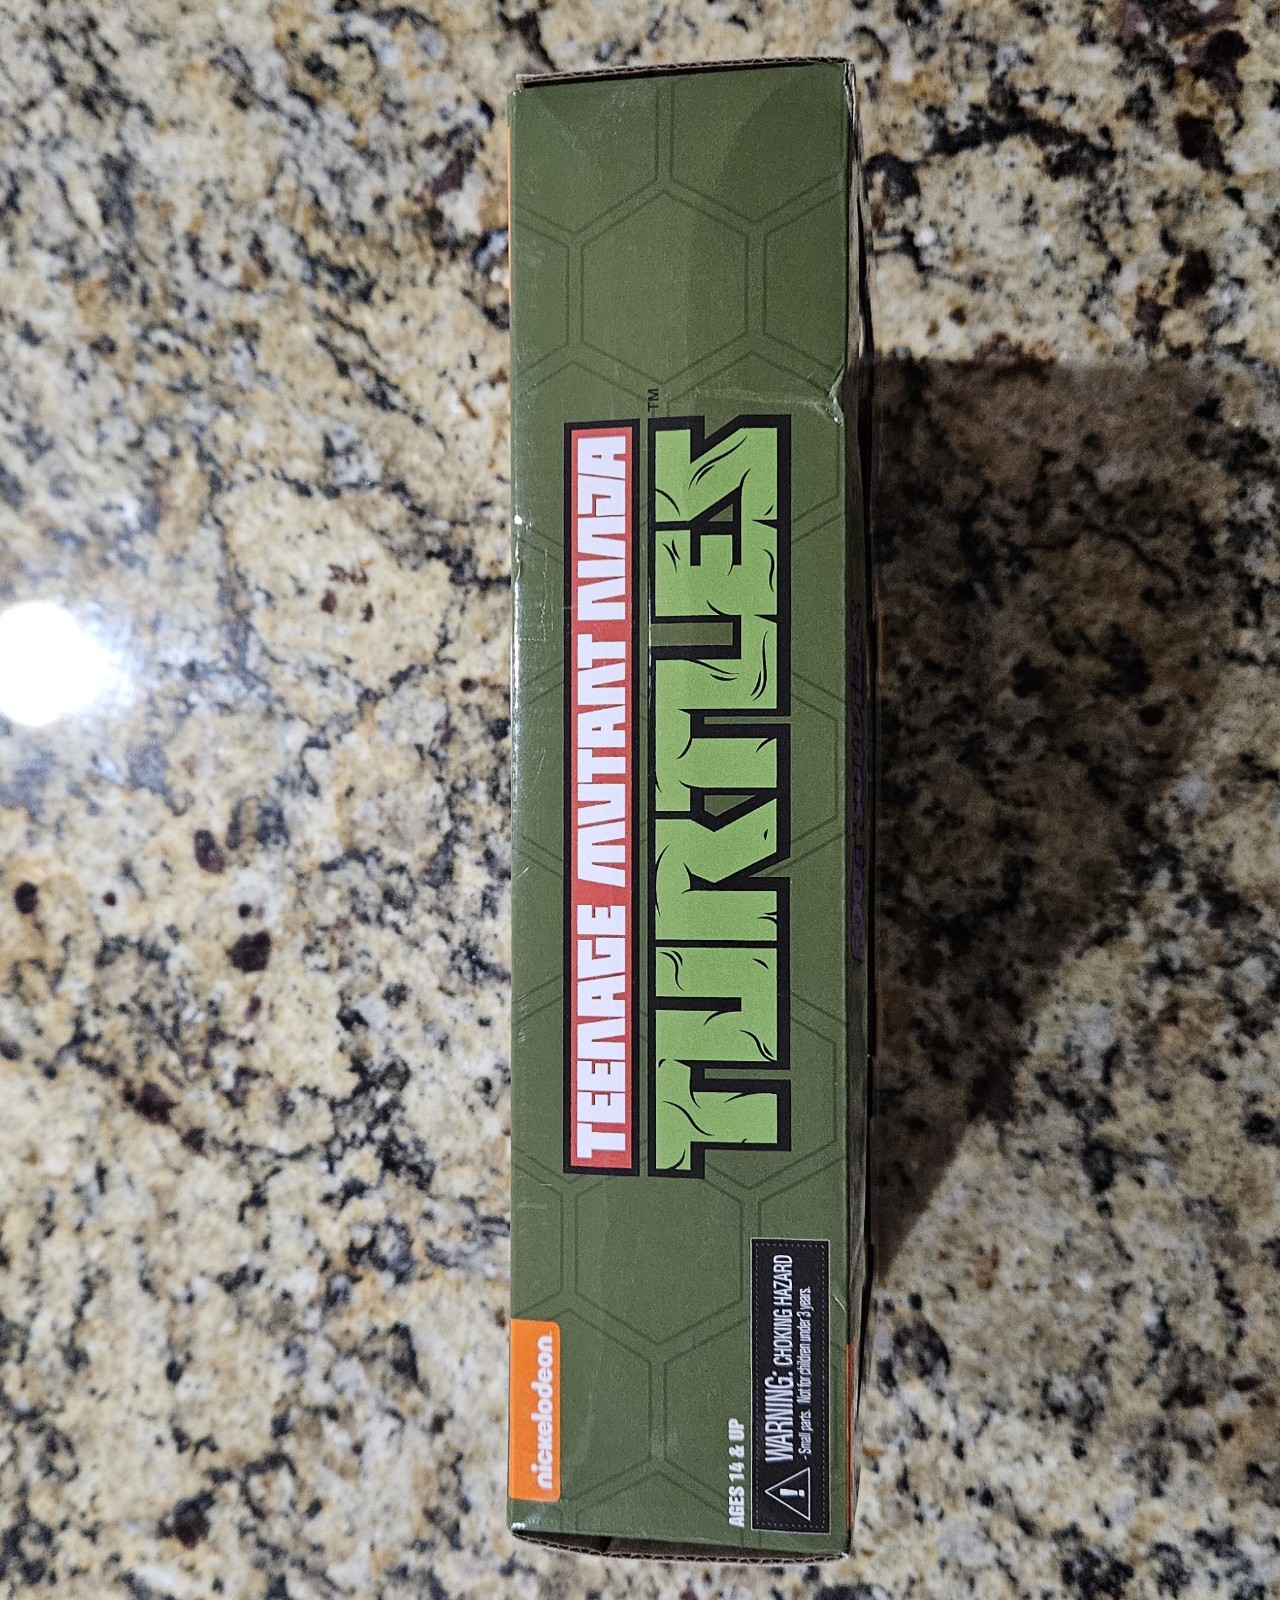 TEENAGE MUTANT NINJA
TURTLES™
nickelodeon
AGES 14 & UP
WARNING: CHOKING HAZARD
-Small parts. Not for children under 3 years.